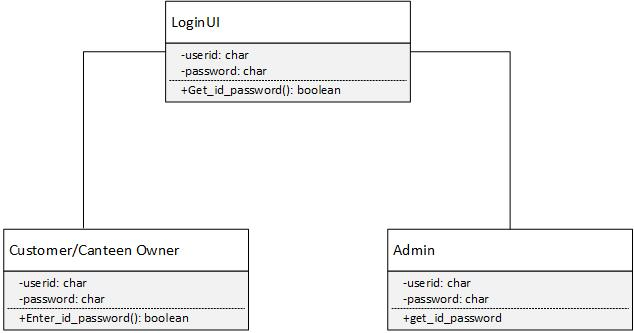 LoginUI
-userid: char
-password: char
+Get_id_password(): boolean
Customer/Canteen Owner
-userid: char
-password: char
+Enter_id_password(): boolean
Admin
-userid: char
-password: char
+get_id_password